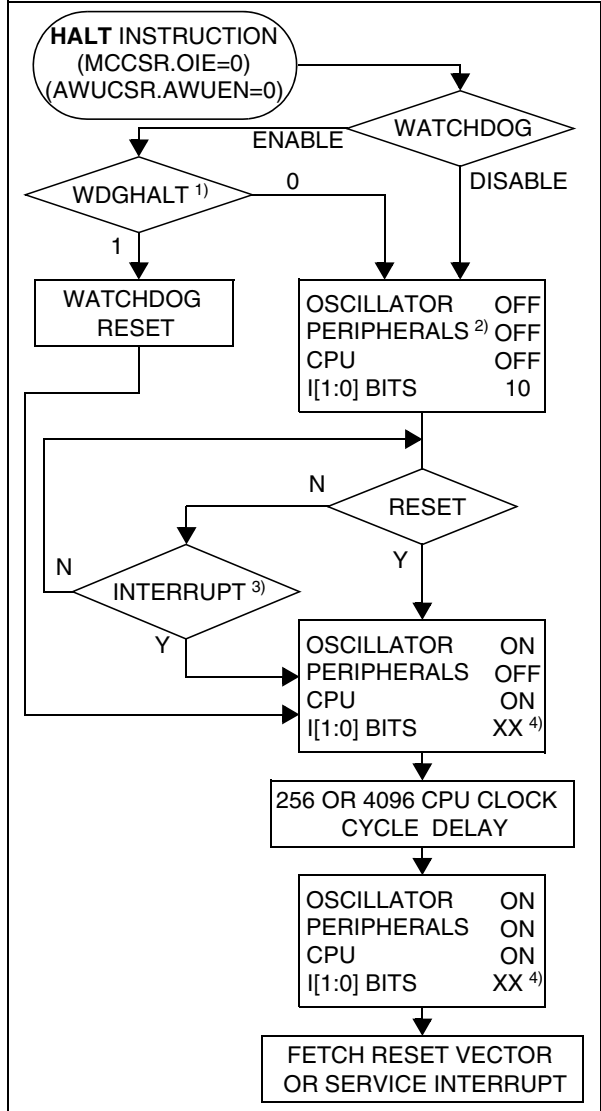 HALT INSTRUCTION
(MCCSR.OIE=0)
(AWUCSR.AWUEN=0)
WATCHDOG
ENABLE
DISABLE
WDGHALT 1)
0
1
WATCHDOG
RESET
OSCILLATOR OFF
PERIPHERALS 2) OFF
CPU OFF
I[1:0] BITS 10
RESET
N
Y
INTERRUPT 3)
N
Y
OSCILLATOR ON
PERIPHERALS OFF
CPU ON
I[1:0] BITS XX 4)
256 OR 4096 CPU CLOCK
CYCLE DELAY
OSCILLATOR ON
PERIPHERALS ON
CPU ON
I[1:0] BITS XX 4)
FETCH RESET VECTOR
OR SERVICE INTERRUPT